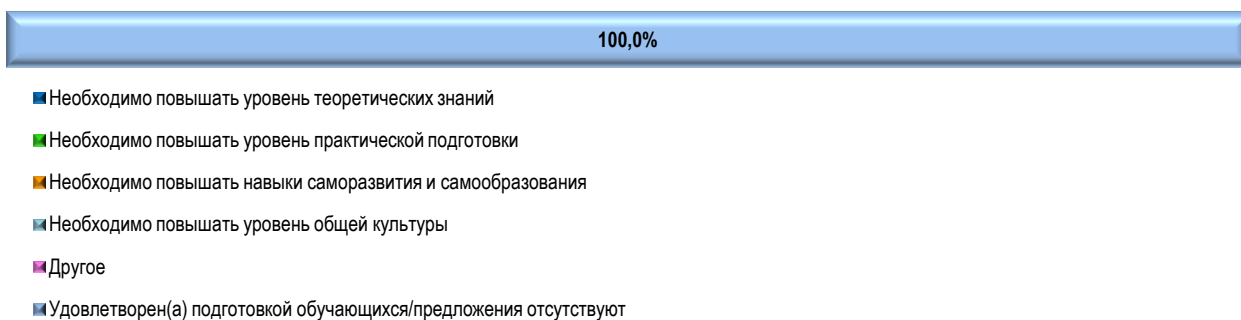 100,0%
Необходимо повышать уровень теоретических знаний
Необходимо повышать уровень практической подготовки
Необходимо повышать навыки саморазвития и самообразования
Необходимо повышать уровень общей культуры
Другое
Удовлетворен(а) подготовкой обучающихся/предложения отсутствуют